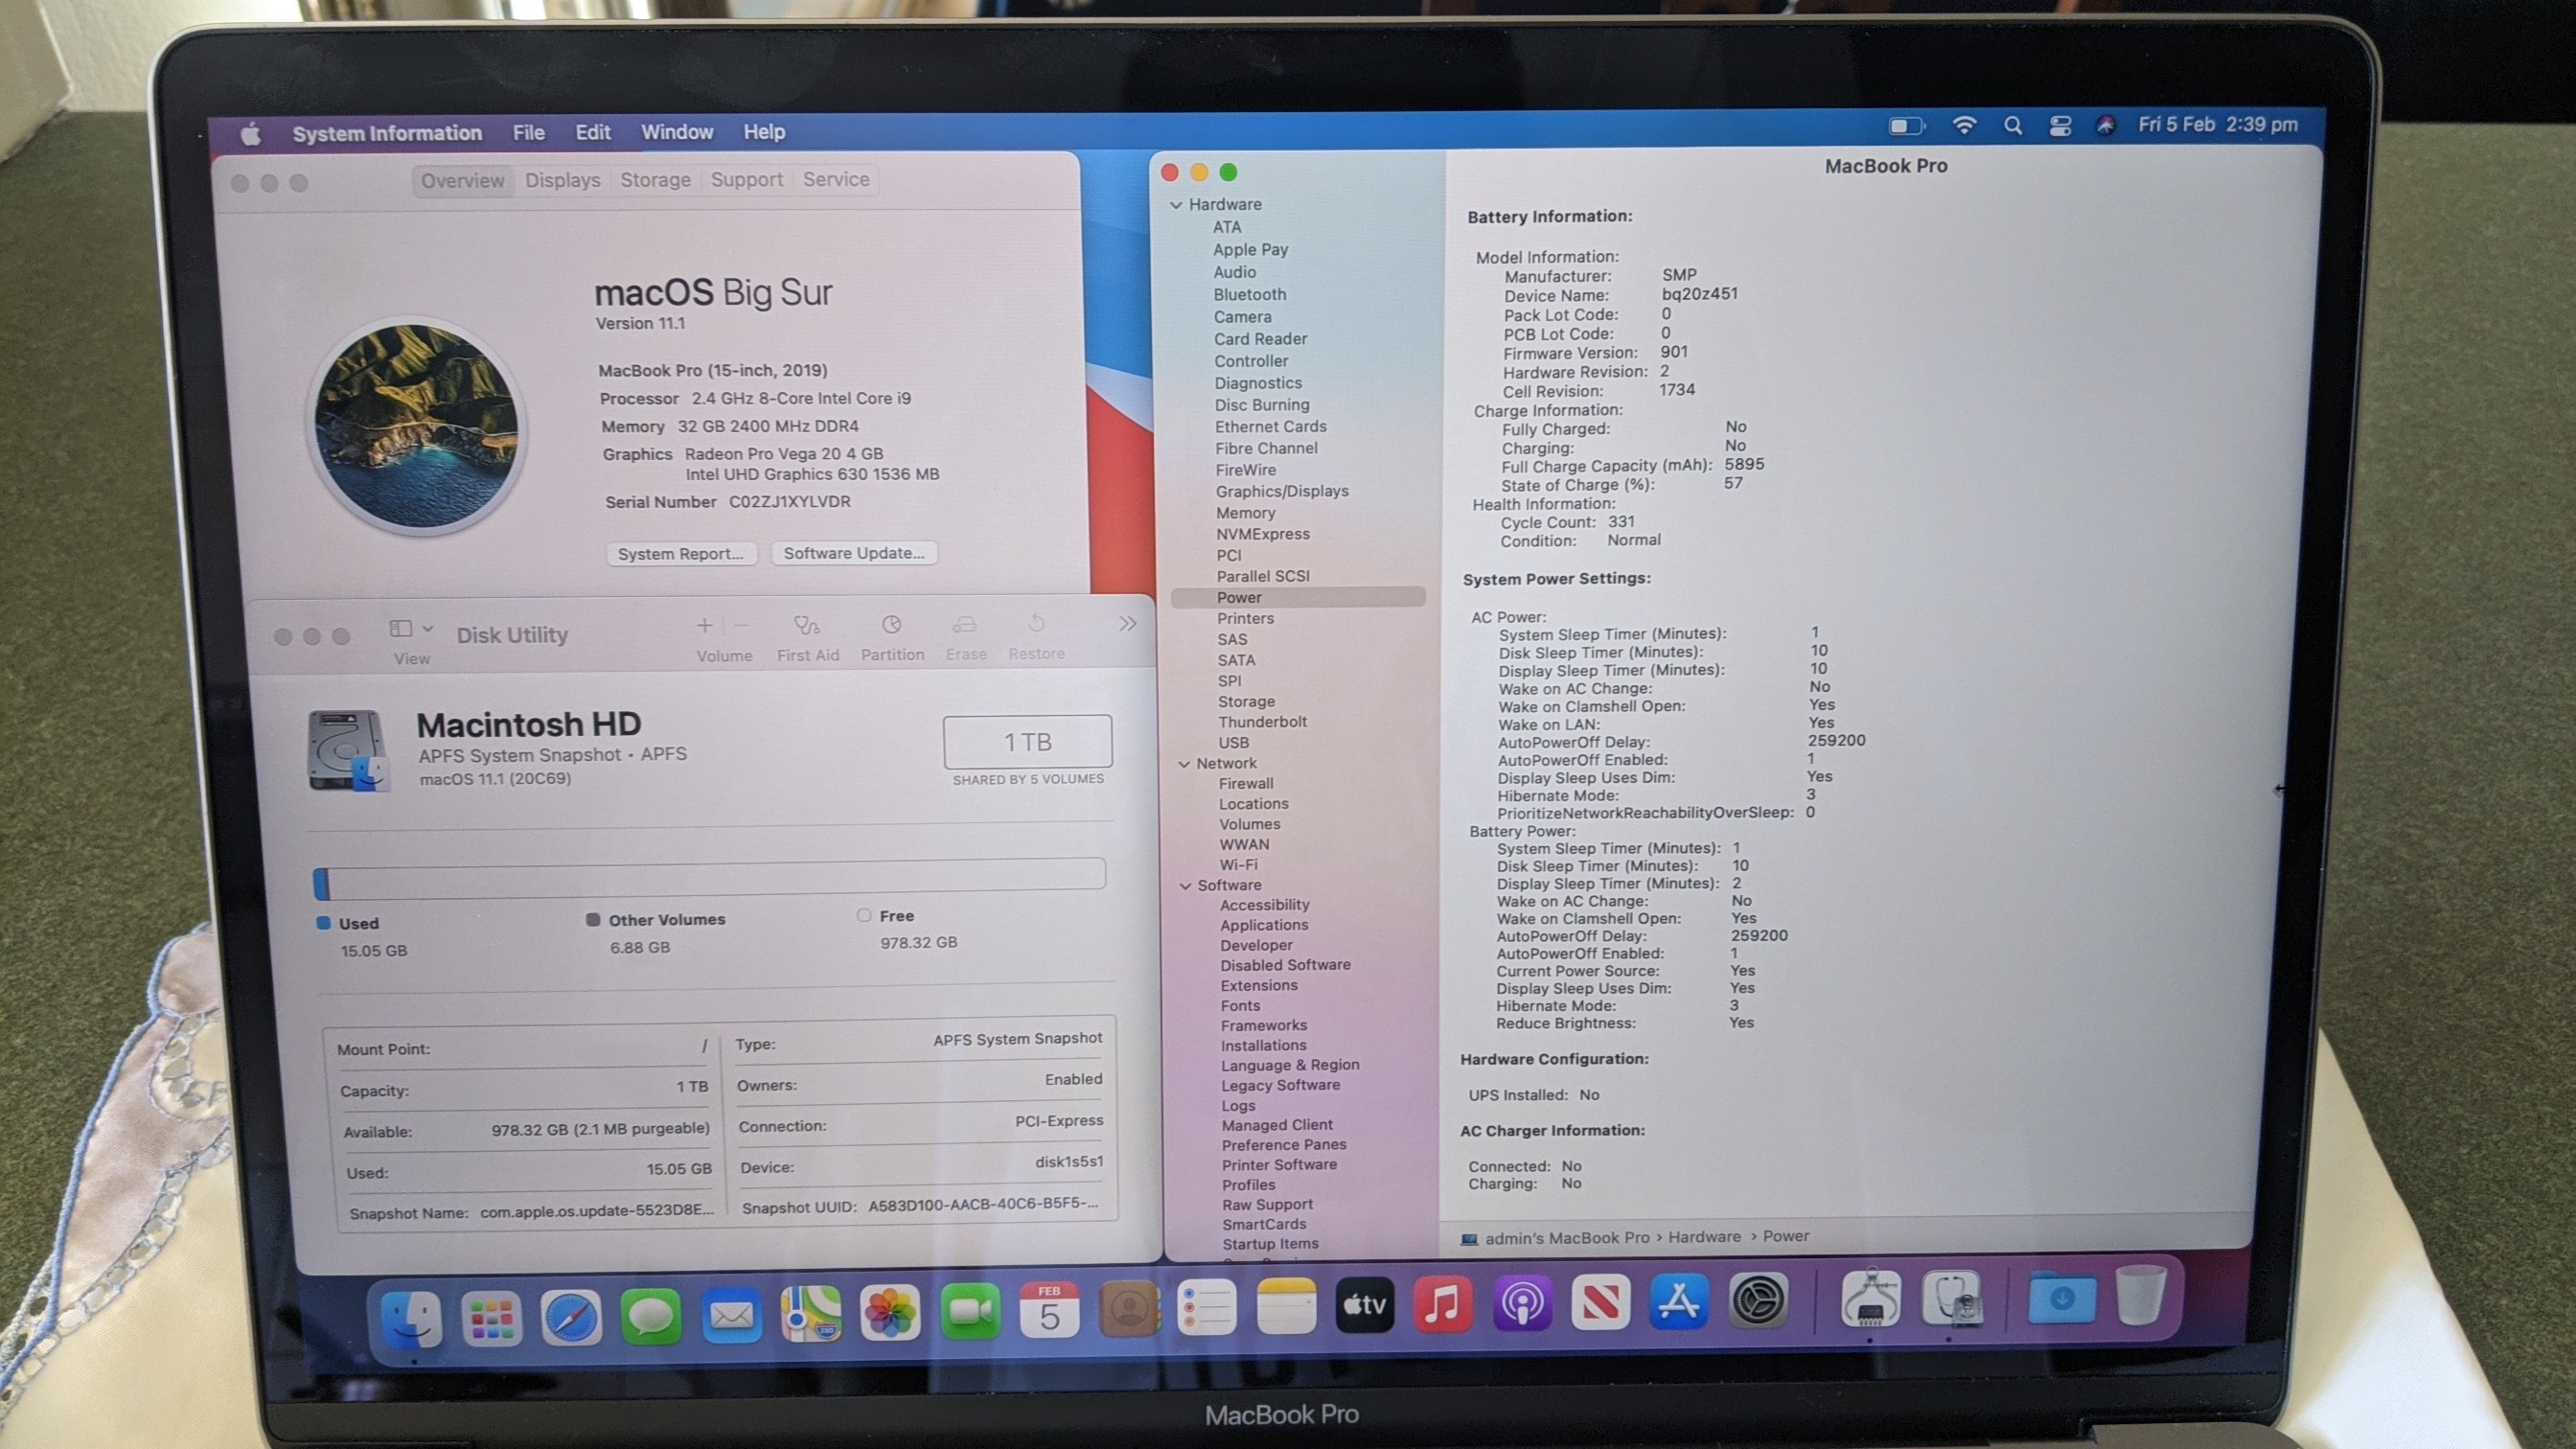 System Information File Edit Window Help
Fri 5 Feb 2:39 pm
Overview Displays Storage Support Service
macOS Big Sur
Version 11.1
MacBook Pro (15-inch, 2019)
Processor 2.4 GHz 8-Core Intel Core i9
Memory 32 GB 2400 MHz DDR4
Graphics Radeon Pro Vega 20 4 GB
Intel UHD Graphics 630 1536 MB
Serial Number C02ZJ1XYLVDR
System Report... Software Update...
View
Disk Utility
Volume First Aid Partition Erase Restore
Macintosh HD
APFS System Snapshot • APFS
macOS 11.1 (20C69)
1 TB
SHARED BY 5 VOLUMES
Used
15.05 GB
Other Volumes
6.88 GB
Free
978.32 GB
Mount Point: /
Capacity: 1 TB
Available: 978.32 GB (2.1 MB purgeable)
Used: 15.05 GB
Snapshot Name: com.apple.os.update-5523D8E...
Type: APFS System Snapshot
Owners: Enabled
Connection: PCI-Express
Device: disk1s5s1
Snapshot UUID: A583D100-AACB-40C6-B5F5-...
Hardware
ATA
Apple Pay
Audio
Bluetooth
Camera
Card Reader
Controller
Diagnostics
Disc Burning
Ethernet Cards
Fibre Channel
FireWire
Graphics/Displays
Memory
NVMExpress
PCI
Parallel SCSI
Power
Printers
SAS
SATA
SPI
Storage
Thunderbolt
USB
Network
Firewall
Locations
Volumes
WWAN
Wi-Fi
Software
Accessibility
Applications
Developer
Disabled Software
Extensions
Fonts
Frameworks
Installations
Language & Region
Legacy Software
Logs
Managed Client
Preference Panes
Printer Software
Profiles
Raw Support
SmartCards
Startup Items
MacBook Pro
Battery Information:
Model Information:
Manufacturer: SMP
Device Name: bq20z451
Pack Lot Code: 0
PCB Lot Code: 0
Firmware Version: 901
Hardware Revision: 2
Cell Revision: 1734
Charge Information:
Fully Charged: No
Charging: No
Full Charge Capacity (mAh): 5895
State of Charge (%): 57
Health Information:
Cycle Count: 331
Condition: Normal
System Power Settings:
AC Power:
System Sleep Timer (Minutes): 1
Disk Sleep Timer (Minutes): 10
Display Sleep Timer (Minutes): 10
Wake on AC Change: No
Wake on Clamshell Open: Yes
Wake on LAN: Yes
AutoPowerOff Delay: 259200
AutoPowerOff Enabled: 1
Display Sleep Uses Dim: Yes
Hibernate Mode: 3
PrioritizeNetworkReachabilityOverSleep: 0
Battery Power:
System Sleep Timer (Minutes): 1
Disk Sleep Timer (Minutes): 10
Display Sleep Timer (Minutes): 2
Wake on AC Change: No
Wake on Clamshell Open: Yes
AutoPowerOff Delay: 259200
AutoPowerOff Enabled: 1
Current Power Source: Yes
Display Sleep Uses Dim: Yes
Hibernate Mode: 3
Reduce Brightness: Yes
Hardware Configuration:
UPS Installed: No
AC Charger Information:
Connected: No
Charging: No
admin's MacBook Pro › Hardware › Power
280
FEB
5
tv
MacBook Pro